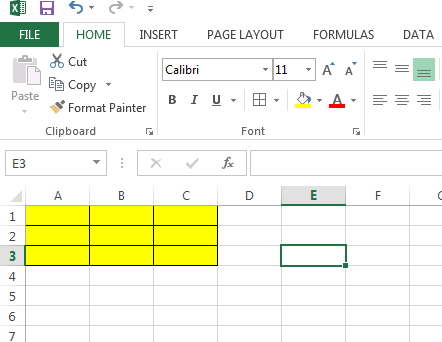 FILE HOME INSERT PAGE LAYOUT FORMULAS DATA
Cut
Copy
Format Painter
Paste
Clipboard
Calibri 11 A A
B I U A
Font
E3 fx
A B C D E F
1
2
3
4
5
6
7